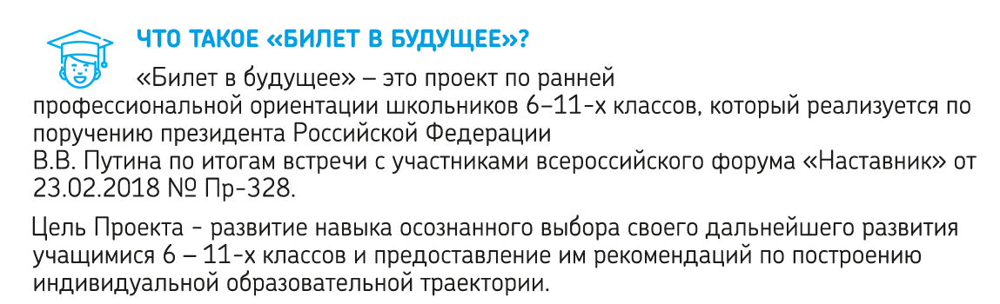 ЧТО ТАКОЕ «БИЛЕТ В БУДУЩЕЕ»?
«Билет в будущее» – это проект по ранней
профессиональной ориентации школьников 6–11-х классов, который реализуется по
поручению президента Российской Федерации
В.В. Путина по итогам встречи с участниками всероссийского форума «Наставник» от
23.02.2018 № Пр-328.
Цель Проекта - развитие навыка осознанного выбора своего дальнейшего развития
учащимися 6 – 11-х классов и предоставление им рекомендаций по построению
индивидуальной образовательной траектории.